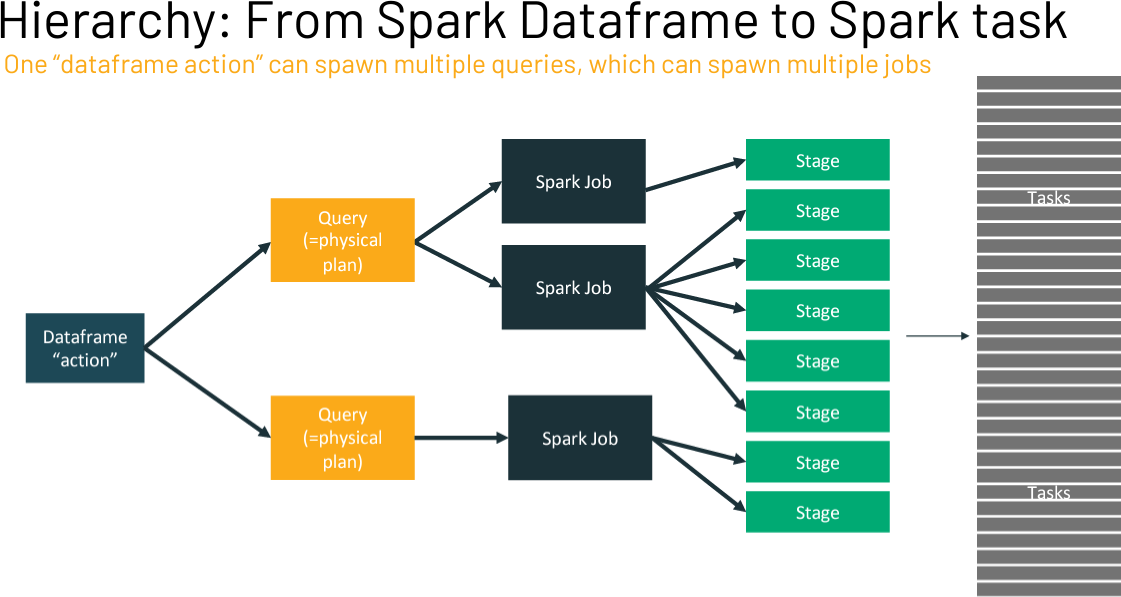 Hierarchy: From Spark Dataframe to Spark task
One “dataframe action” can spawn multiple queries, which can spawn multiple jobs
Dataframe
“action”
Query
(=physical
plan)
Query
(=physical
plan)
Spark Job
Spark Job
Spark Job
Stage
Stage
Stage
Stage
Stage
Stage
Stage
Stage
Tasks
Tasks